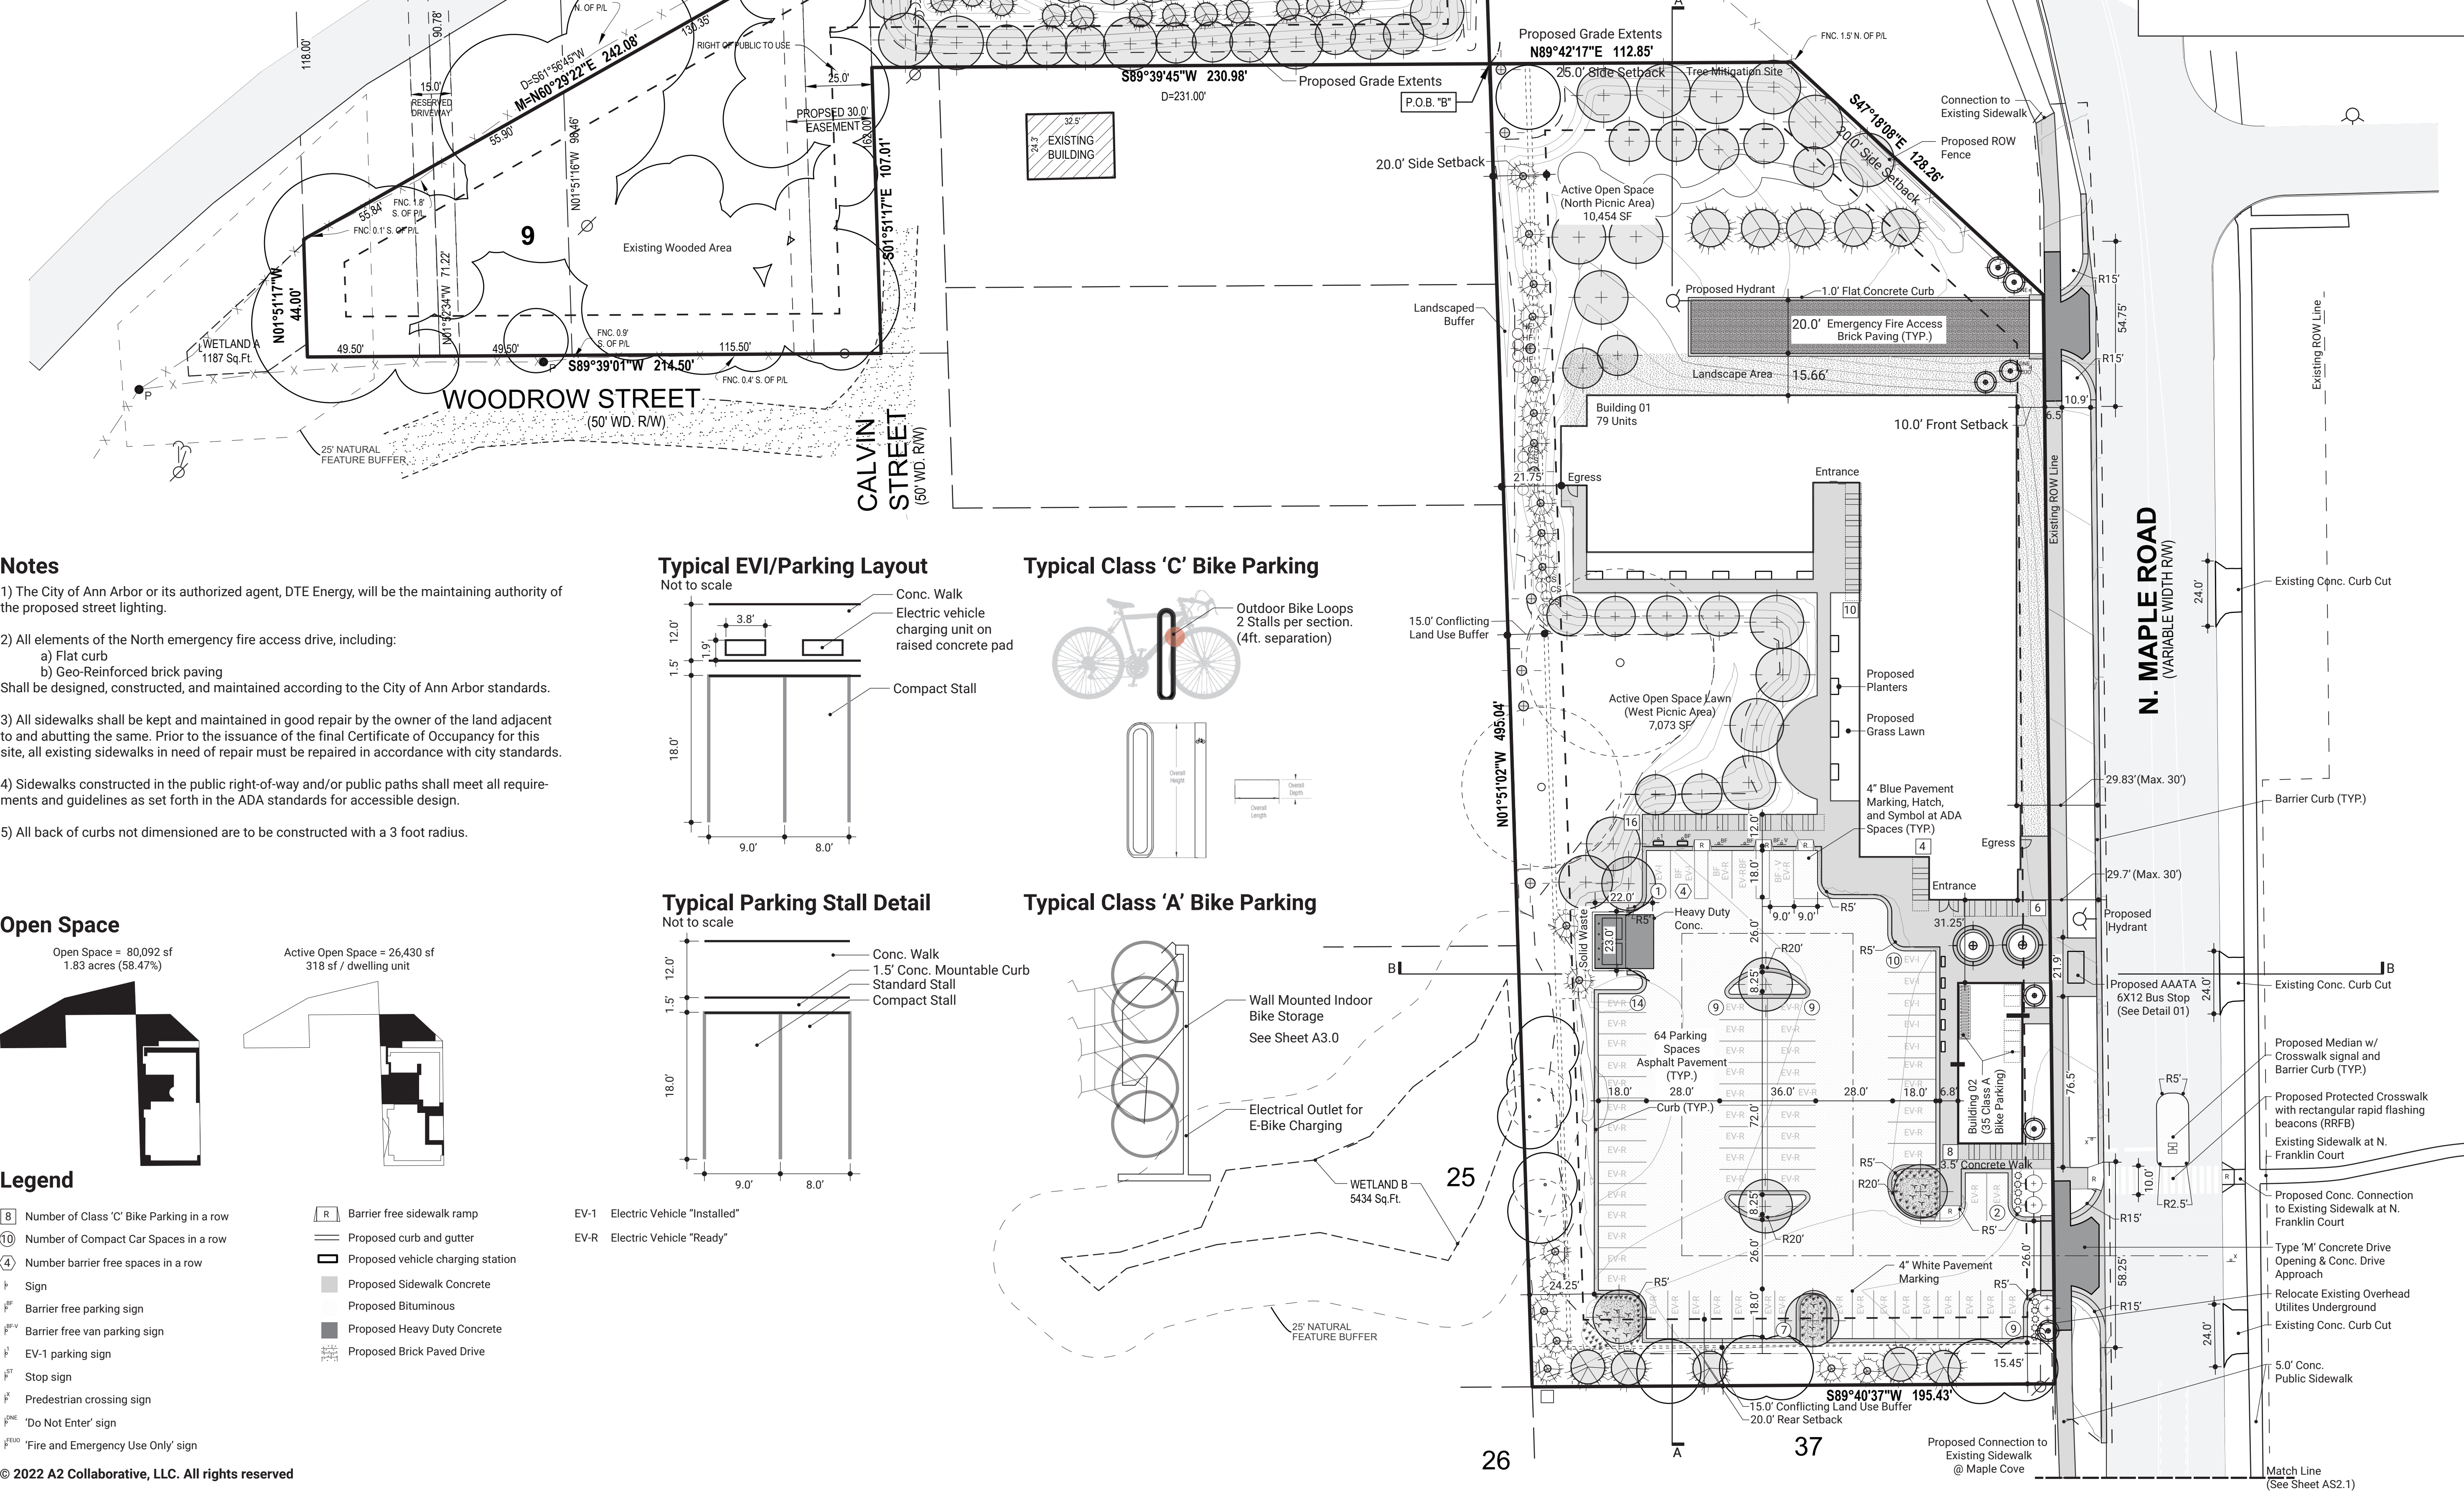 118.00'
90.78'
N. OF P/L
130.35'
D=S61°56'45"W
M=N60°29'22"E 242.08'
RIGHT OF PUBLIC TO USE
25.0'
15.0'
RESERVED
DRIVEWAY
55.90'
N01°51'16"W 98.46'
PROPSED 30.0'
EASEMENT
162.00'
S01°51'17"E 107.01'
55.84'
FNC. 1.8'
S. OF P/L
FNC. 0.1' S. OF P/L
9
Existing Wooded Area
N01°51'17"W
44.00'
N01°52'34"W 71.22'
WETLAND A
1187 Sq.Ft.
49.50'
49.50'
FNC. 0.9'
S. OF P/L
115.50'
S89°39'01"W 214.50'
FNC. 0.4' S. OF P/L
P
P
WOODROW STREET
(50' WD. R/W)
25' NATURAL
FEATURE BUFFER
CALVIN
STREET
(50' WD. R/W)
S89°39'45"W 230.98'
D=231.00'
Proposed Grade Extents
32.5'
24.3'
EXISTING
BUILDING
P.O.B. "B"
A
Proposed Grade Extents
N89°42'17"E 112.85'
25.0' Side Setback
Tree Mitigation Site
FNC. 1.5' N. OF P/L
S47°18'08"E 128.26'
20.0' Side Setback
Connection to
Existing Sidewalk
Proposed ROW
Fence
20.0' Side Setback
Active Open Space
(North Picnic Area)
10,454 SF
Landscaped
Buffer
Proposed Hydrant
1.0' Flat Concrete Curb
20.0' Emergency Fire Access
Brick Paving (TYP.)
Landscape Area
15.66'
R15'
54.75'
R15'
10.9'
6.5'
Building 01
79 Units
10.0' Front Setback
21.75'
Egress
Entrance
10
Existing ROW Line
Existing ROW Line
N. MAPLE ROAD
(VARIABLE WIDTH R/W)
24.0'
Existing Conc. Curb Cut
15.0' Conflicting
Land Use Buffer
Proposed
Planters
Active Open Space Lawn
(West Picnic Area)
7,073 SF
Proposed
Grass Lawn
N01°51'02"W 495.04'
29.83' (Max. 30')
Barrier Curb (TYP.)
4" Blue Pavement
Marking, Hatch,
and Symbol at ADA
Spaces (TYP.)
16
12.0'
R
R
R
18.0'
4
Egress
29.7' (Max. 30')
Entrance
1
4
22.0'
R5'
9.0'
9.0'
R5'
Heavy Duty
Conc.
31.25'
6
Proposed
Hydrant
Solid Waste
23.0'
26.0'
R20'
R5'
10
EV-I
B
B
8.25'
21.9'
Proposed AAATA
6X12 Bus Stop
(See Detail 01)
24.0'
Existing Conc. Curb Cut
14
9
9
EV-R
64 Parking
Spaces
Asphalt Pavement
(TYP.)
18.0'
28.0'
36.0'
28.0'
18.0'
6.8'
Curb (TYP.)
72.0'
Building 02
(35 Class A
Bike Parking)
76.5'
Proposed Median w/
Crosswalk signal and
Barrier Curb (TYP.)
R5'
Proposed Protected Crosswalk
with rectangular rapid flashing
beacons (RRFB)
Existing Sidewalk at N.
Franklin Court
8
3.5' Concrete Walk
R5'
R20'
8.25'
R20'
2
R5'
R
R
10.0'
R2.5'
Proposed Conc. Connection
to Existing Sidewalk at N.
Franklin Court
R15'
26.0'
26.0'
Type ‘M’ Concrete Drive
Opening & Conc. Drive
Approach
4" White Pavement
Marking
58.25'
24.25'
R5'
18.0'
R5'
R15'
Relocate Existing Overhead
Utilites Underground
7
9
24.0'
Existing Conc. Curb Cut
15.45'
5.0' Conc.
Public Sidewalk
S89°40'37"W 195.43'
15.0' Conflicting Land Use Buffer
20.0' Rear Setback
25
26
37
A
Proposed Connection to
Existing Sidewalk
@ Maple Cove
Match Line
(See Sheet AS2.1)
WETLAND B
5434 Sq.Ft.
25' NATURAL
FEATURE BUFFER
Notes
1) The City of Ann Arbor or its authorized agent, DTE Energy, will be the maintaining authority of
the proposed street lighting.
2) All elements of the North emergency fire access drive, including:
a) Flat curb
b) Geo-Reinforced brick paving
Shall be designed, constructed, and maintained according to the City of Ann Arbor standards.
3) All sidewalks shall be kept and maintained in good repair by the owner of the land adjacent
to and abutting the same. Prior to the issuance of the final Certificate of Occupancy for this
site, all existing sidewalks in need of repair must be repaired in accordance with city standards.
4) Sidewalks constructed in the public right-of-way and/or public paths shall meet all require-
ments and guidelines as set forth in the ADA standards for accessible design.
5) All back of curbs not dimensioned are to be constructed with a 3 foot radius.
Typical EVI/Parking Layout
Not to scale
Conc. Walk
Electric vehicle
charging unit on
raised concrete pad
Compact Stall
3.8'
1.9'
12.0'
1.5'
18.0'
9.0'
8.0'
Typical Class ‘C’ Bike Parking
Outdoor Bike Loops
2 Stalls per section.
(4ft. separation)
Overall
Height
Overall
Depth
Overall
Length
Typical Parking Stall Detail
Not to scale
Conc. Walk
1.5' Conc. Mountable Curb
Standard Stall
Compact Stall
12.0'
1.5'
18.0'
9.0'
8.0'
Typical Class ‘A’ Bike Parking
Wall Mounted Indoor
Bike Storage
See Sheet A3.0
Electrical Outlet for
E-Bike Charging
Open Space
Open Space = 80,092 sf
1.83 acres (58.47%)
Active Open Space = 26,430 sf
318 sf / dwelling unit
Legend
8 Number of Class ‘C’ Bike Parking in a row
10 Number of Compact Car Spaces in a row
4 Number barrier free spaces in a row
Sign
BF Barrier free parking sign
BF-V Barrier free van parking sign
1 EV-1 parking sign
ST Stop sign
X Predestrian crossing sign
DNE ‘Do Not Enter’ sign
FEUO ‘Fire and Emergency Use Only’ sign
R Barrier free sidewalk ramp
Proposed curb and gutter
Proposed vehicle charging station
Proposed Sidewalk Concrete
Proposed Bituminous
Proposed Heavy Duty Concrete
Proposed Brick Paved Drive
EV-1 Electric Vehicle “Installed”
EV-R Electric Vehicle “Ready”
© 2022 A2 Collaborative, LLC. All rights reserved